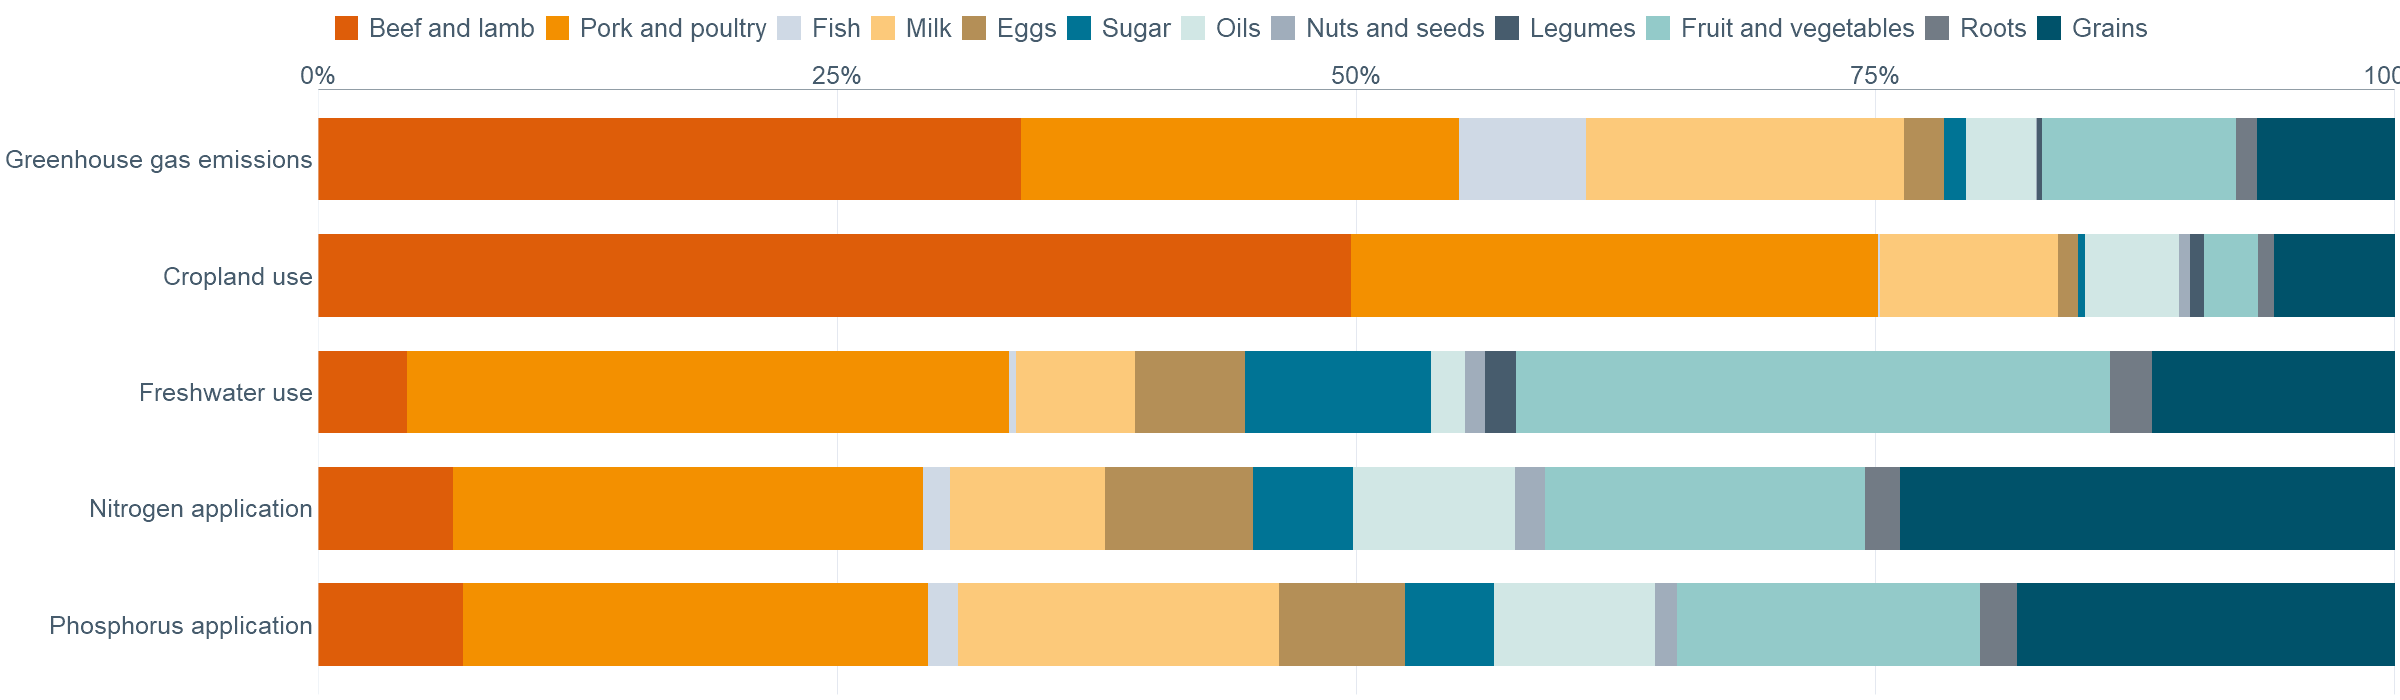 Beef and lamb Pork and poultry Fish Milk Eggs Sugar Oils Nuts and seeds Legumes Fruit and vegetables Roots Grains
0% 25% 50% 75% 100
Greenhouse gas emissions
Cropland use
Freshwater use
Nitrogen application
Phosphorus application